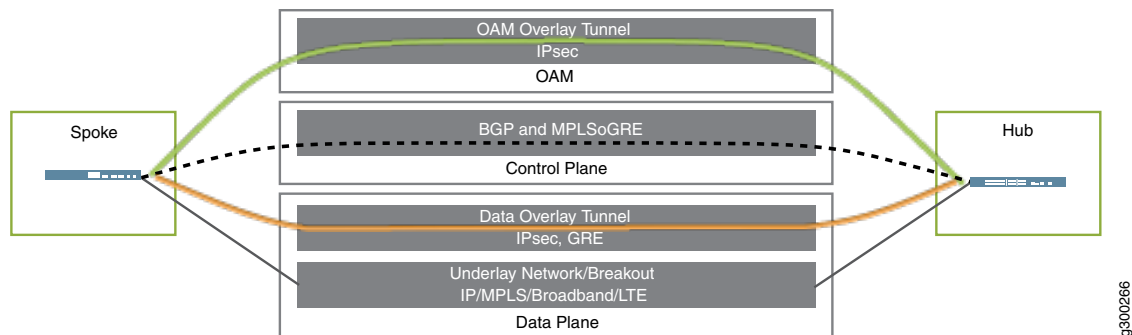 OAM Overlay Tunnel
IPsec
OAM
Spoke
BGP and MPLSoGRE
Control Plane
Hub
Data Overlay Tunnel
IPsec, GRE
Underlay Network/Breakout
IP/MPLS/Broadband/LTE
Data Plane
g300266